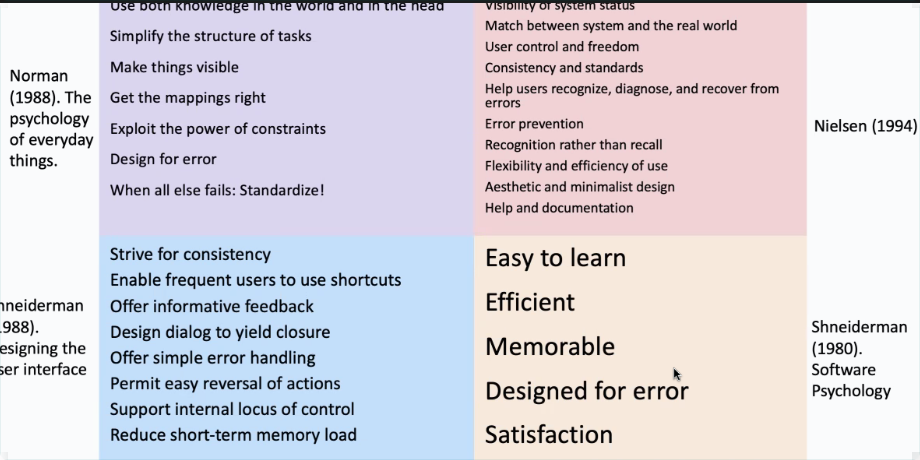 Norman
(1988). The
psychology
of everyday
things.
Use both knowledge in the world and in the head
Simplify the structure of tasks
Make things visible
Get the mappings right
Exploit the power of constraints
Design for error
When all else fails: Standardize!
Visibility of system status
Match between system and the real world
User control and freedom
Consistency and standards
Help users recognize, diagnose, and recover from
errors
Error prevention
Recognition rather than recall
Flexibility and efficiency of use
Aesthetic and minimalist design
Help and documentation
Nielsen (1994)
hneiderman
988).
esigning the
ser interface
Strive for consistency
Enable frequent users to use shortcuts
Offer informative feedback
Design dialog to yield closure
Offer simple error handling
Permit easy reversal of actions
Support internal locus of control
Reduce short-term memory load
Easy to learn
Efficient
Memorable
Designed for error
Satisfaction
Shneiderman
(1980).
Software
Psychology